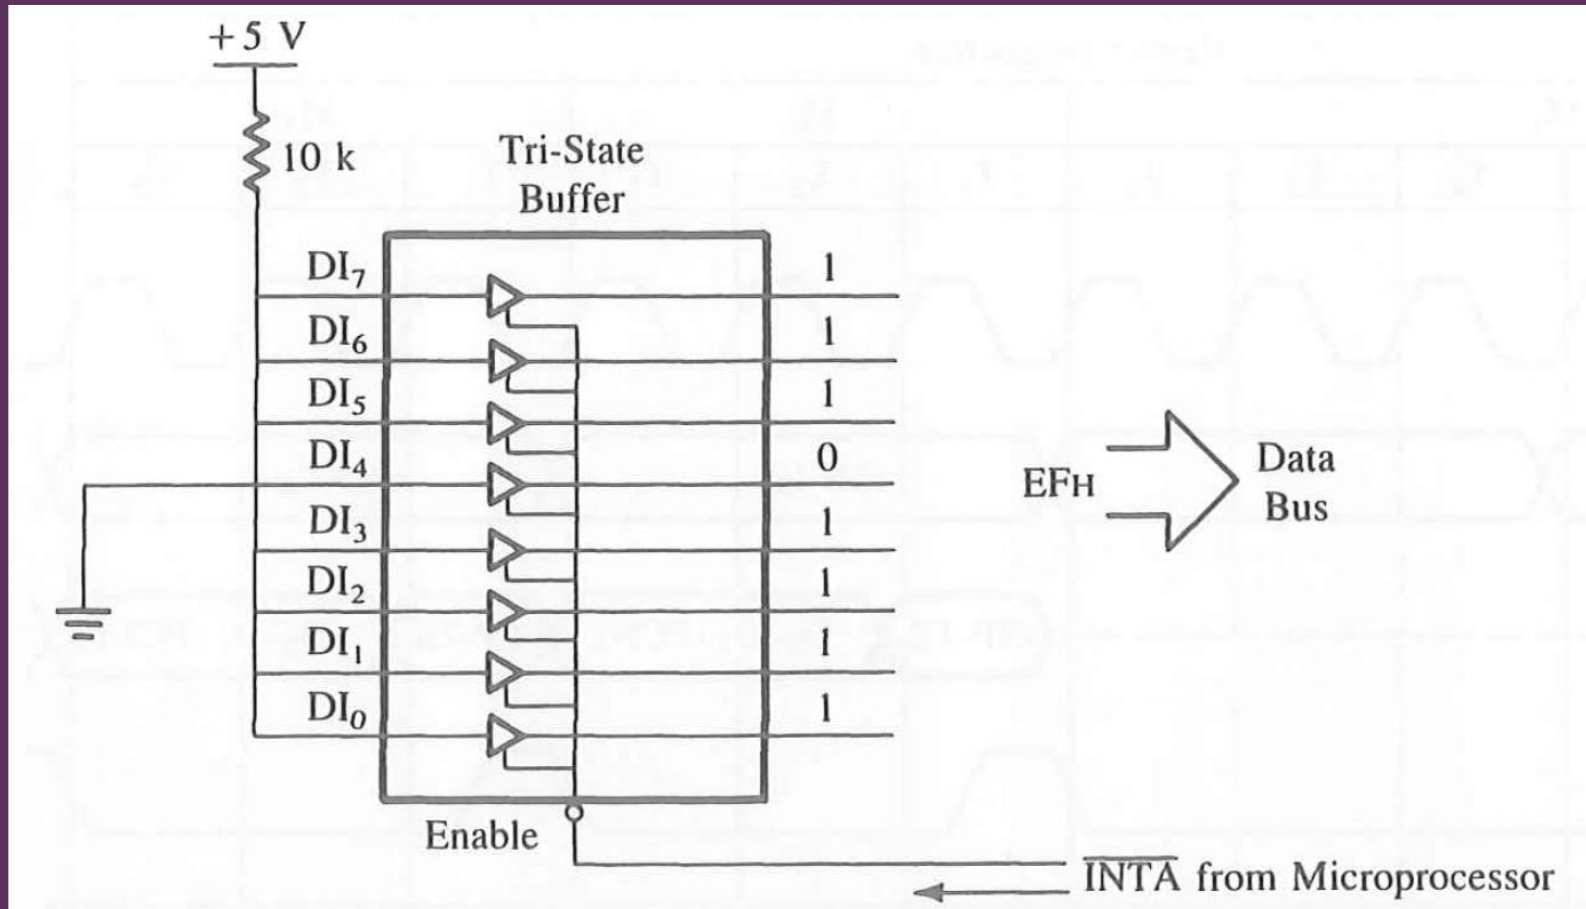 +5 V
10 k
Tri-State
Buffer
DI7 1
DI6 1
DI5 1
DI4 0
DI3 1
DI2 1
DI1 1
DI0 1
EFH
Data
Bus
Enable
INTA from Microprocessor